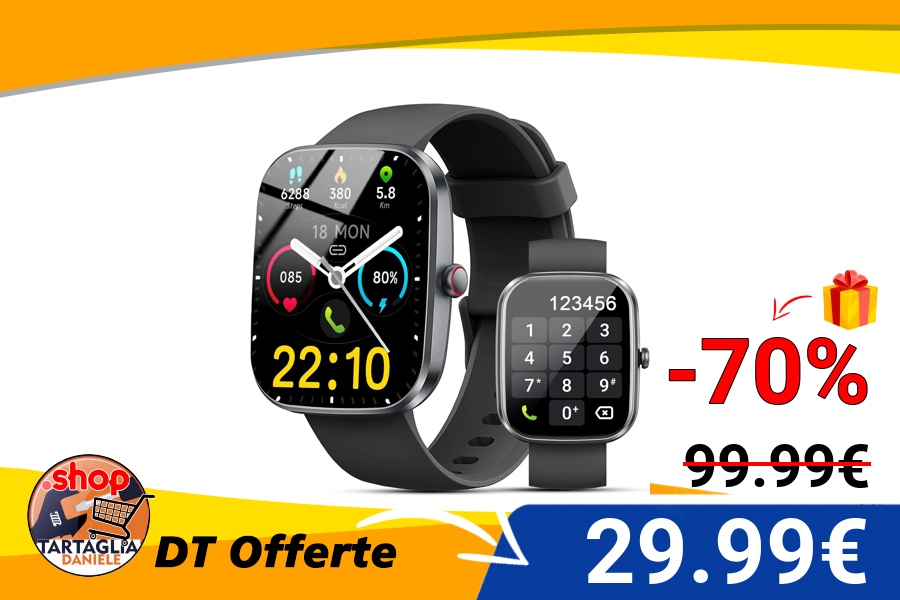 6288 380 5.8
Steps Kcal Km
18 MON
085 80%
22:10
123456
1 2 3
4 5 6
7* 8 9#
0+
-70%
99.99€
29.99€
.shop
TARTAGLIA
DANIELE
DT Offerte